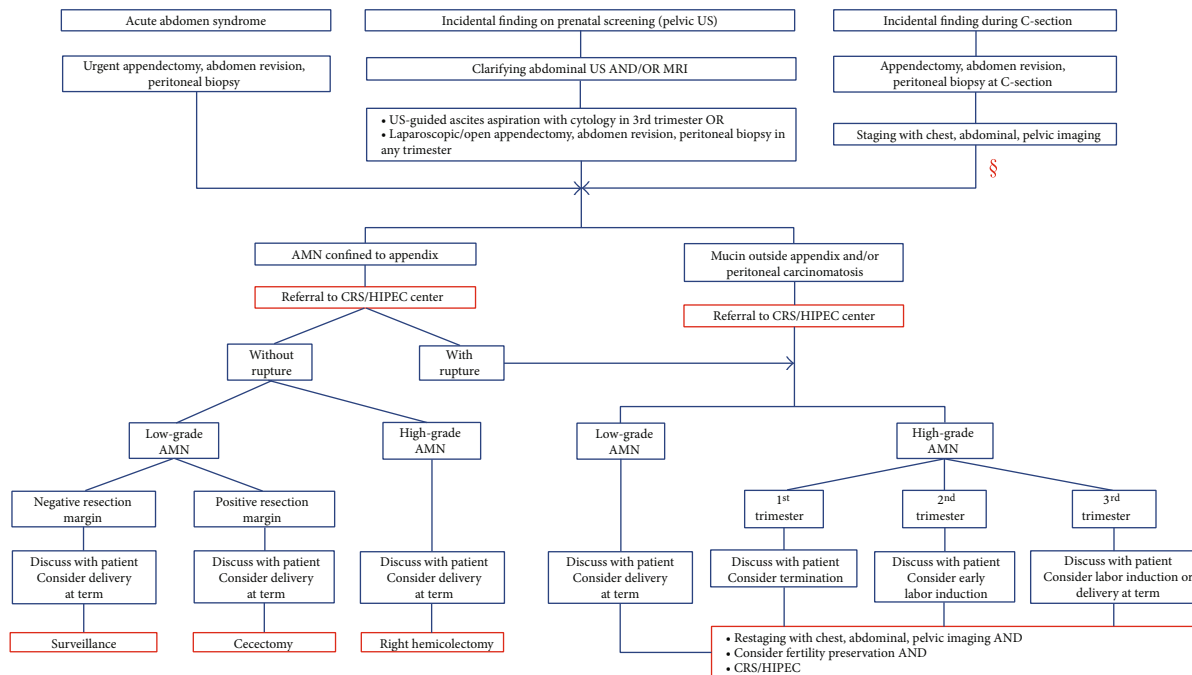 Acute abdomen syndrome
Incidental finding on prenatal screening (pelvic US)
Incidental finding during C-section
Urgent appendectomy, abdomen revision,
peritoneal biopsy
Clarifying abdominal US AND/OR MRI
Appendectomy, abdomen revision,
peritoneal biopsy at C-section
• US-guided ascites aspiration with cytology in 3rd trimester OR
• Laparoscopic/open appendectomy, abdomen revision, peritoneal biopsy in
any trimester
Staging with chest, abdominal, pelvic imaging
§
AMN confined to appendix
Mucin outside appendix and/or
peritoneal carcinomatosis
Referral to CRS/HIPEC center
Referral to CRS/HIPEC center
Without
rupture
With
rupture
Low-grade
AMN
High-grade
AMN
Low-grade
AMN
High-grade
AMN
Negative resection
margin
Positive resection
margin
1st
trimester
2nd
trimester
3rd
trimester
Discuss with patient
Consider delivery
at term
Discuss with patient
Consider delivery
at term
Discuss with patient
Consider delivery
at term
Discuss with patient
Consider delivery
at term
Discuss with patient
Consider termination
Discuss with patient
Consider early
labor induction
Discuss with patient
Consider labor induction or
delivery at term
Surveillance
Cecectomy
Right hemicolectomy
• Restaging with chest, abdominal, pelvic imaging AND
• Consider fertility preservation AND
• CRS/HIPEC